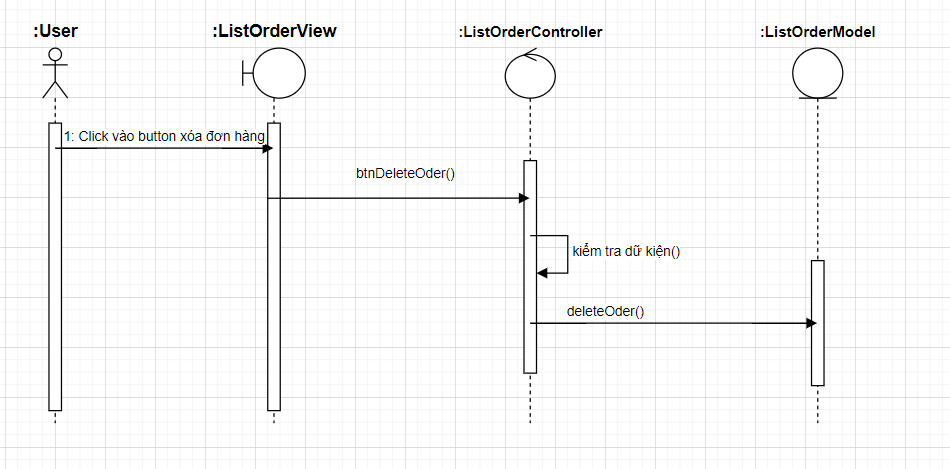 :User
:ListOrderView
:ListOrderController
:ListOrderModel
1: Click vào button xóa đơn hàng
btnDeleteOder()
kiểm tra dữ kiện()
deleteOder()